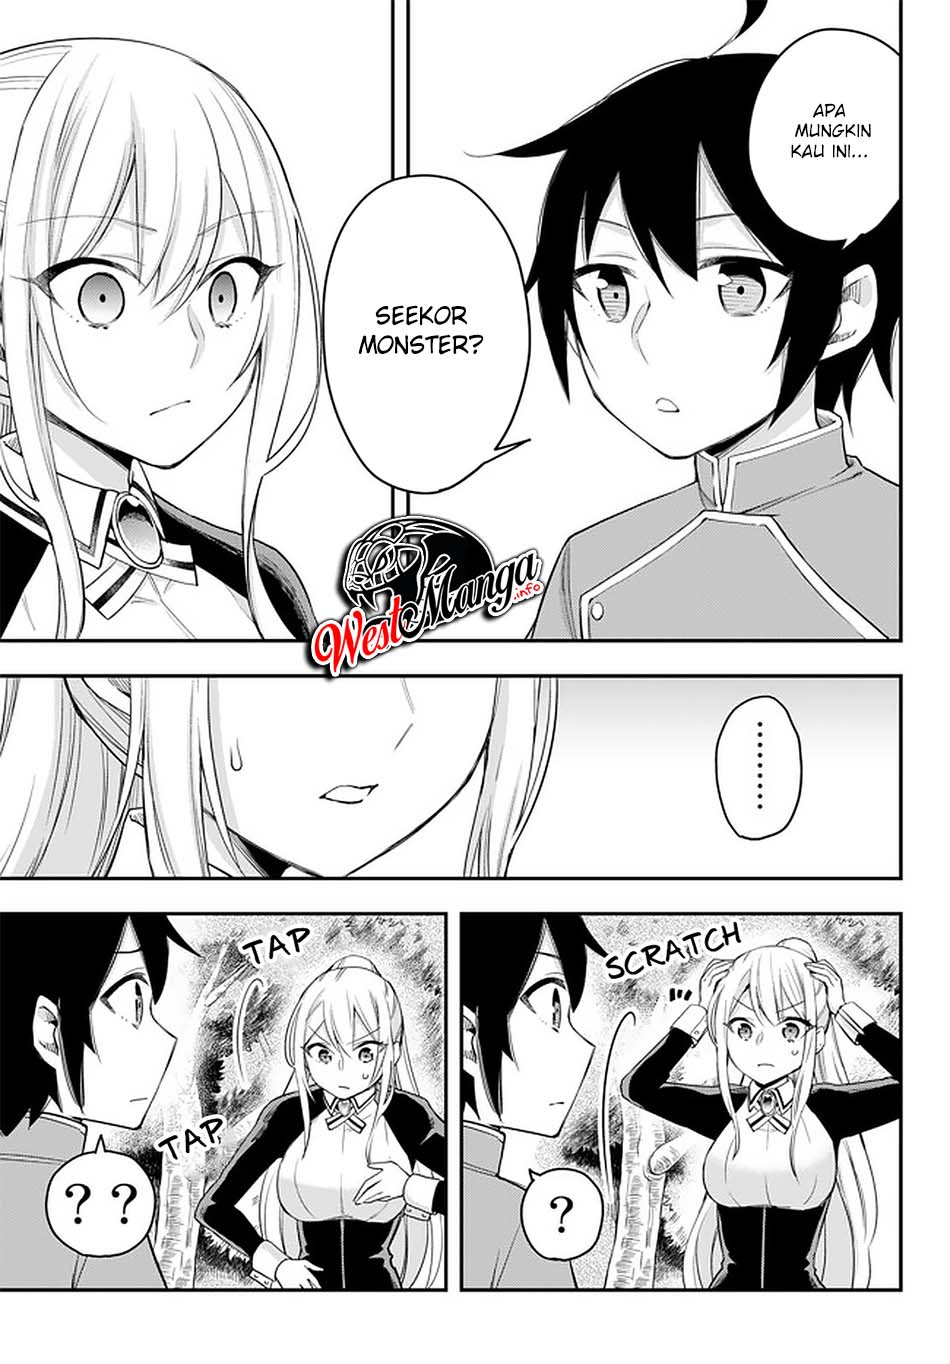 APA
MUNGKIN
KAU INI...
SEEKOR
MONSTER?
WestManga
.info
.........
SCRATCH
?
TAP
TAP
? ?